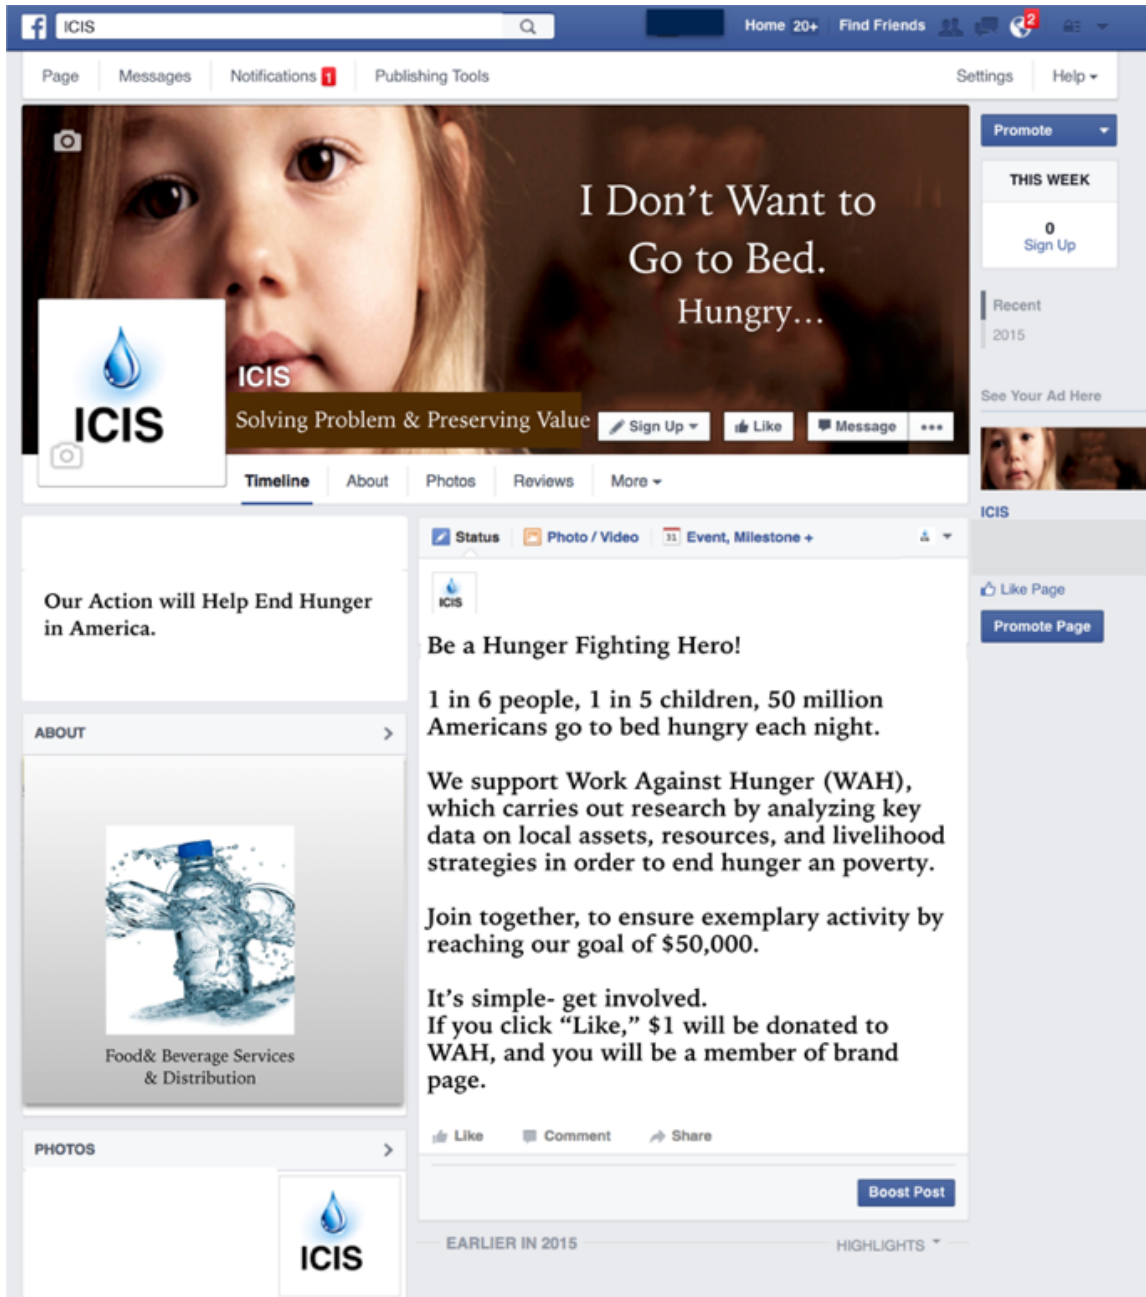 ICIS
Home 20+ Find Friends
2
Page Messages Notifications 1 Publishing Tools
Settings Help
I Don't Want to
Go to Bed.
Hungry...
ICIS
ICIS
Solving Problem & Preserving Value
Sign Up Like Message
Timeline About Photos Reviews More
Promote
THIS WEEK
0
Sign Up
Recent
2015
See Your Ad Here
ICIS
Like Page
Promote Page
Our Action will Help End Hunger
in America.
ABOUT
Food& Beverage Services
& Distribution
PHOTOS
ICIS
Status Photo / Video 31 Event, Milestone +
ICIS
Be a Hunger Fighting Hero!
1 in 6 people, 1 in 5 children, 50 million
Americans go to bed hungry each night.
We support Work Against Hunger (WAH),
which carries out research by analyzing key
data on local assets, resources, and livelihood
strategies in order to end hunger an poverty.
Join together, to ensure exemplary activity by
reaching our goal of $50,000.
It's simple- get involved.
If you click “Like,” $1 will be donated to
WAH, and you will be a member of brand
page.
Like Comment Share
Boost Post
EARLIER IN 2015
HIGHLIGHTS